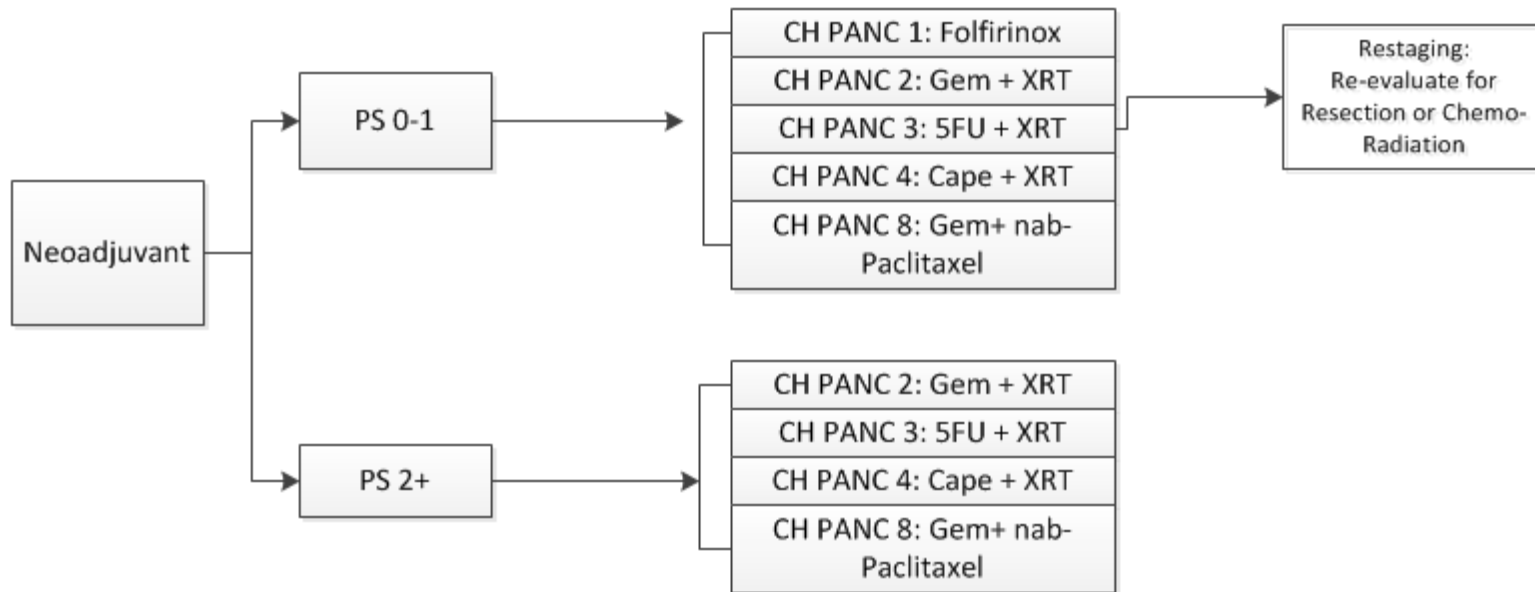 Neoadjuvant
PS 0-1
CH PANC 1: Folfirinox
CH PANC 2: Gem + XRT
CH PANC 3: 5FU + XRT
CH PANC 4: Cape + XRT
CH PANC 8: Gem+ nab-
Paclitaxel
Restaging:
Re-evaluate for
Resection or Chemo-
Radiation
PS 2+
CH PANC 2: Gem + XRT
CH PANC 3: 5FU + XRT
CH PANC 4: Cape + XRT
CH PANC 8: Gem+ nab-
Paclitaxel